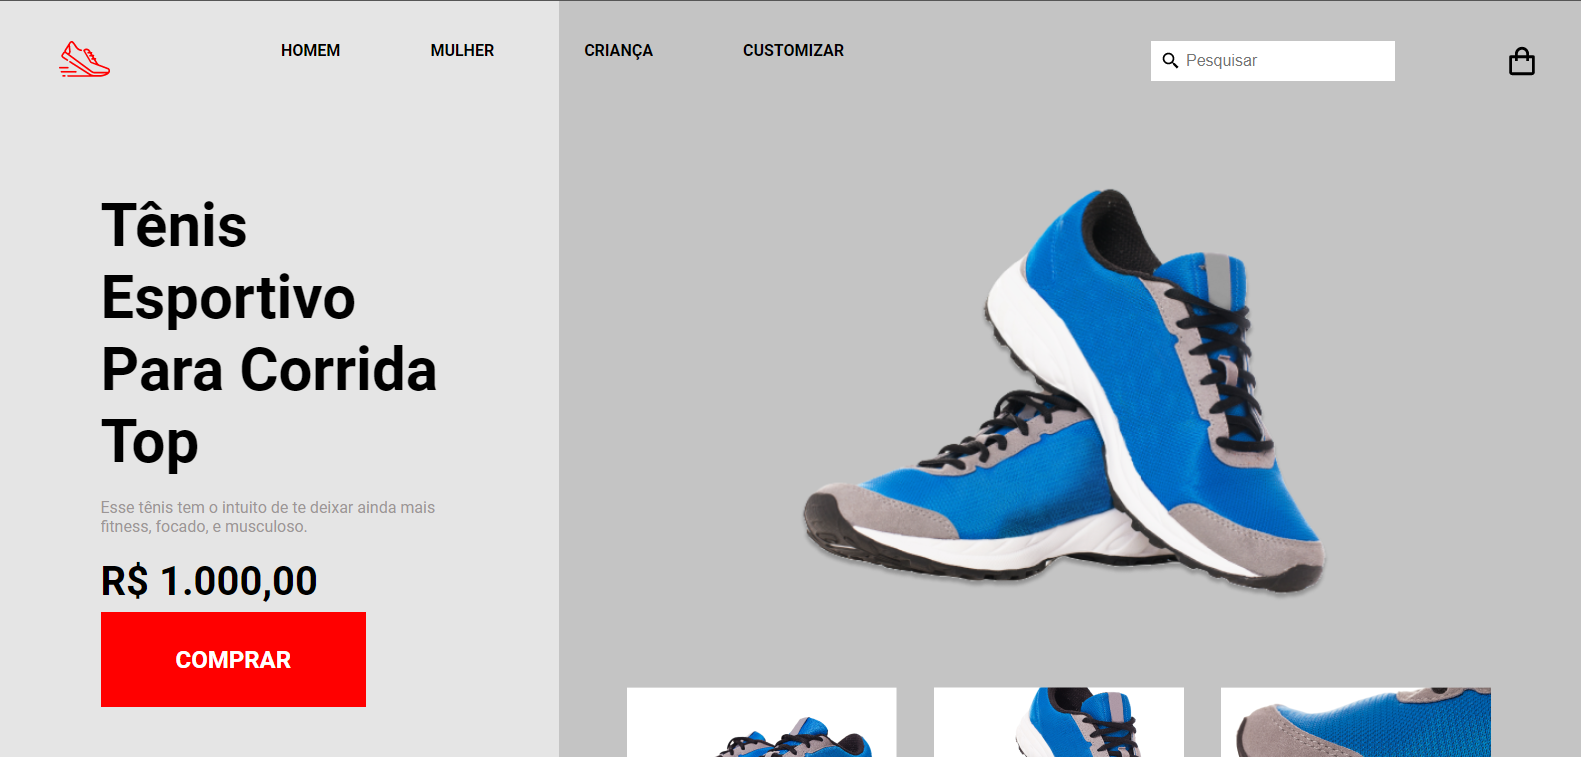 HOMEM MULHER CRIANÇA CUSTOMIZAR Pesquisar
Tênis
Esportivo
Para Corrida
Top
Esse tênis tem o intuito de te deixar ainda mais
fitness, focado, e musculoso.
R$ 1.000,00
COMPRAR